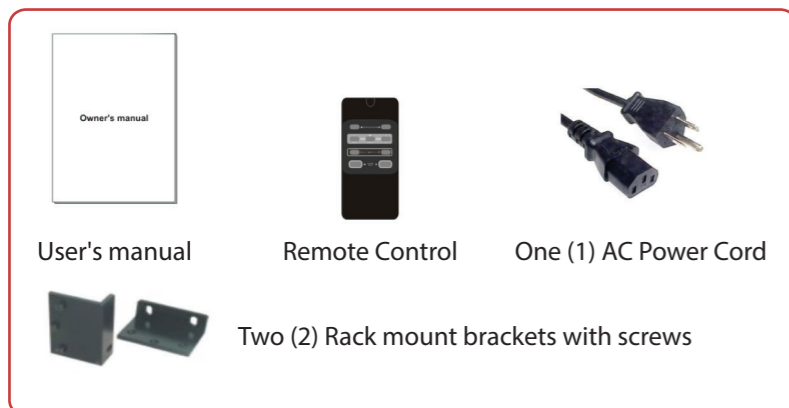 Owner's manual
User's manual
Remote Control
One (1) AC Power Cord
Two (2) Rack mount brackets with screws